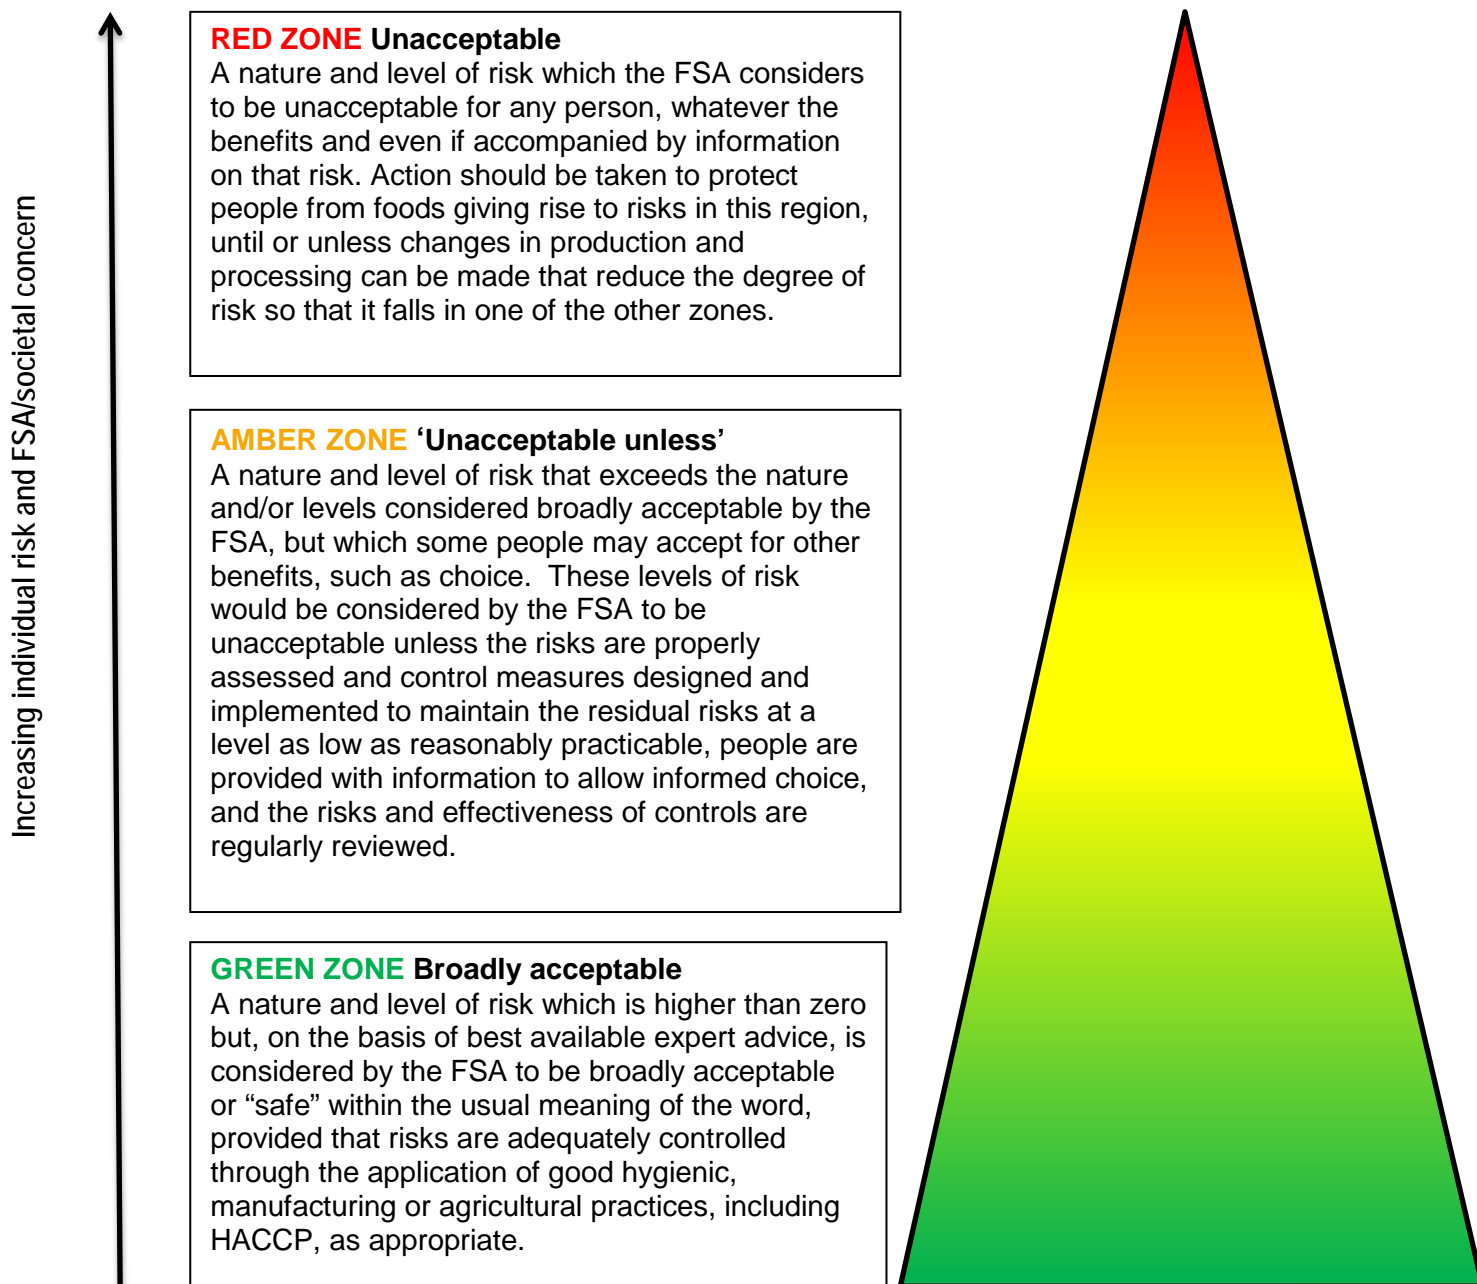 Increasing individual risk and FSA/societal concern
RED ZONE Unacceptable
A nature and level of risk which the FSA considers
to be unacceptable for any person, whatever the
benefits and even if accompanied by information
on that risk. Action should be taken to protect
people from foods giving rise to risks in this region,
until or unless changes in production and
processing can be made that reduce the degree of
risk so that it falls in one of the other zones.
AMBER ZONE ‘Unacceptable unless’
A nature and level of risk that exceeds the nature
and/or levels considered broadly acceptable by the
FSA, but which some people may accept for other
benefits, such as choice.  These levels of risk
would be considered by the FSA to be
unacceptable unless the risks are properly
assessed and control measures designed and
implemented to maintain the residual risks at a
level as low as reasonably practicable, people are
provided with information to allow informed choice,
and the risks and effectiveness of controls are
regularly reviewed.
GREEN ZONE Broadly acceptable
A nature and level of risk which is higher than zero
but, on the basis of best available expert advice, is
considered by the FSA to be broadly acceptable
or “safe” within the usual meaning of the word,
provided that risks are adequately controlled
through the application of good hygienic,
manufacturing or agricultural practices, including
HACCP, as appropriate.